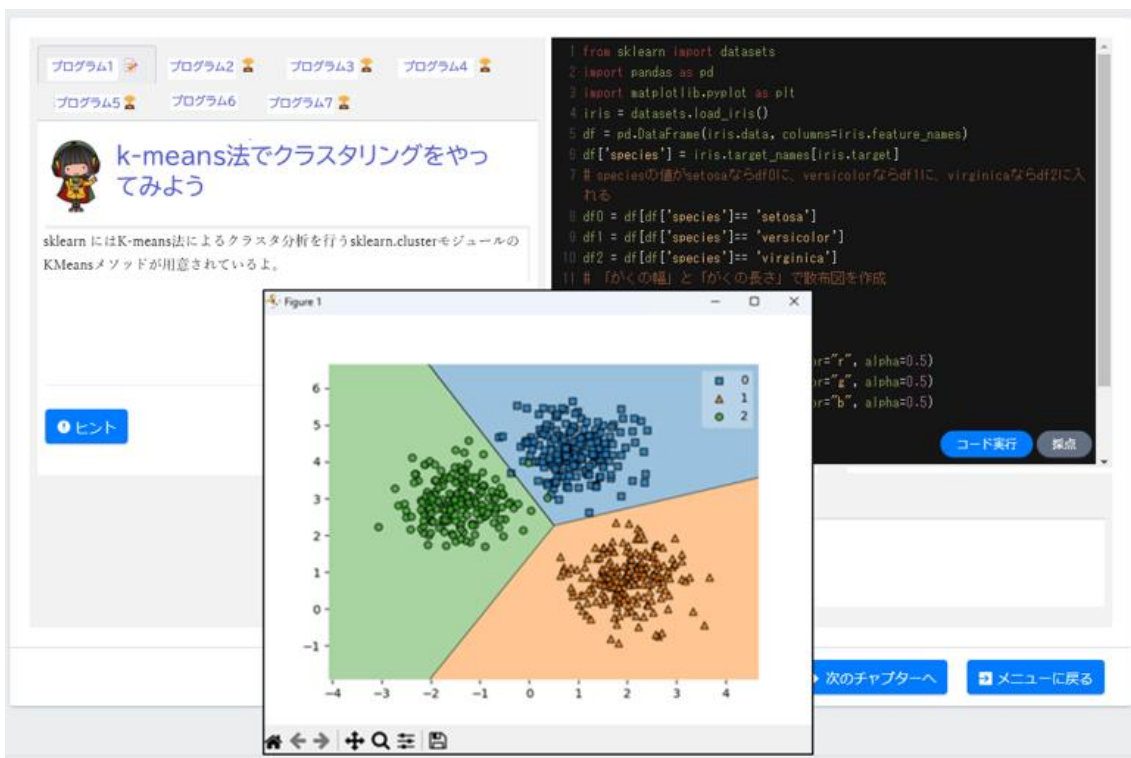 プログラム1
プログラム2
プログラム3
プログラム4
プログラム5
プログラム6
プログラム7
k-means法でクラスタリングをやっ
てみよう
sklearn にはK-means法によるクラスタ分析を行うsklearn.clusterモジュールの
KMeansメソッドが用意されているよ。
ヒント
1 from sklearn import datasets
2 import pandas as pd
3 import matplotlib.pyplot as plt
4 iris = datasets.load_iris()
5 df = pd.DataFrame(iris.data, columns=iris.feature_names)
6 df['species'] = iris.target_names[iris.target]
7 # speciesの値がsetosaならdf0に、versicolorならdf1に、virginicaならdf2に入
れる
8 df0 = df[df['species']== 'setosa']
9 df1 = df[df['species']== 'versicolor']
10 df2 = df[df['species']== 'virginica']
11 # 「がくの幅」と「がくの長さ」で散布図を作成
or="r", alpha=0.5)
or="g", alpha=0.5)
or="b", alpha=0.5)
コード実行
採点
Figure 1
0
1
2
6
5
4
3
2
1
0
−1
−4 −3 −2 −1 0 1 2 3 4
次のチャプターへ
メニューに戻る